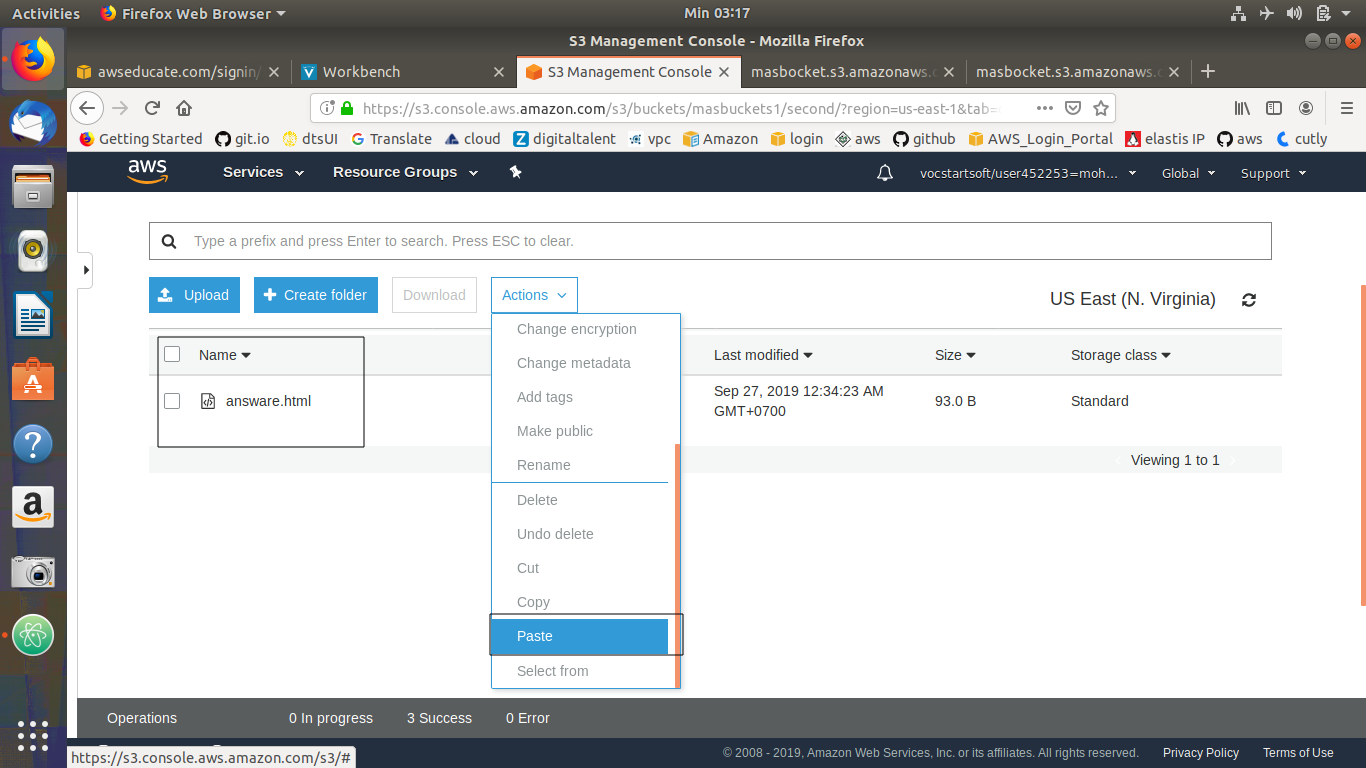 Activities Firefox Web Browser Min 03:17
S3 Management Console - Mozilla Firefox
awseducate.com/signin/ Workbench S3 Management Console masbocket.s3.amazonaws.c masbocket.s3.amazonaws.c
https://s3.console.aws.amazon.com/s3/buckets/masbuckets1/second/?region=us-east-1&tab=
Getting Started git.io dtsUI Translate cloud digitaltalent vpc Amazon login aws github AWS_Login_Portal elastis IP aws cutly
aws Services Resource Groups vocstartsoft/user452253=moh... Global Support
Type a prefix and press Enter to search. Press ESC to clear.
Upload Create folder Download Actions US East (N. Virginia)
Change encryption
Name Last modified Size Storage class
Change metadata
answare.html Sep 27, 2019 12:34:23 AM GMT+0700 93.0 B Standard
Add tags
Make public
Rename
Viewing 1 to 1
Delete
Undo delete
Cut
Copy
Paste
Select from
Operations 0 In progress 3 Success 0 Error
https://s3.console.aws.amazon.com/s3/#
© 2008 - 2019, Amazon Web Services, Inc. or its affiliates. All rights reserved. Privacy Policy Terms of Use